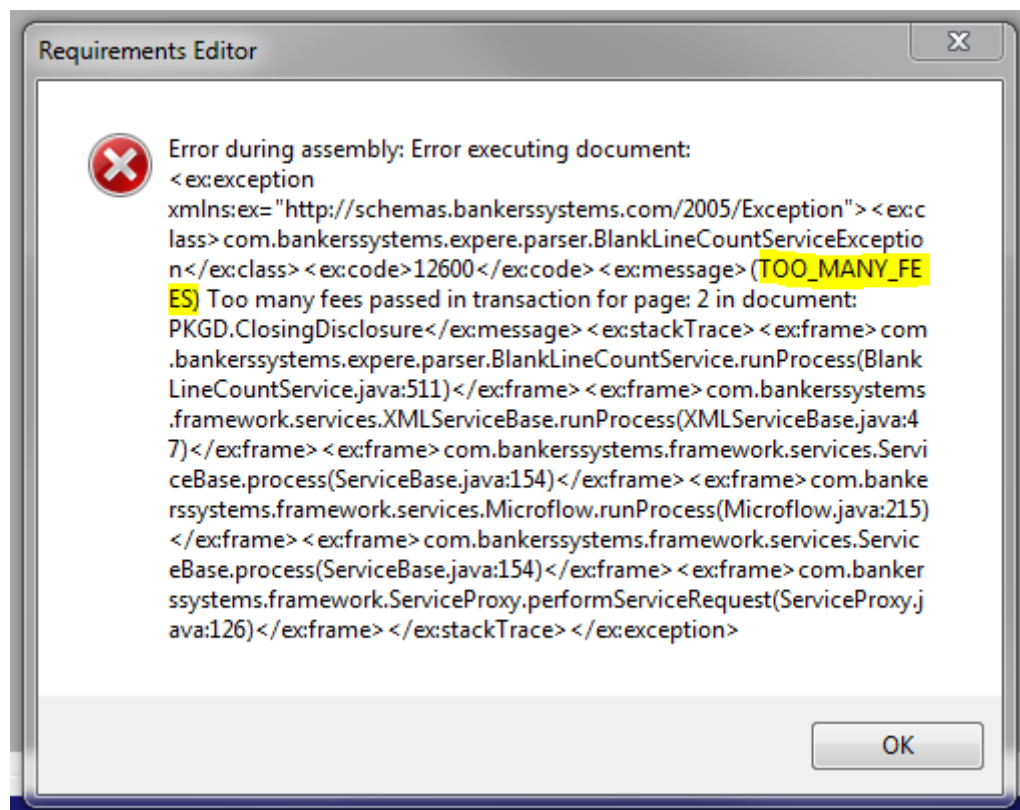 Requirements Editor
Error during assembly: Error executing document:
<ex:exception
xmlns:ex="http://schemas.bankerssystems.com/2005/Exception"><ex:c
lass>com.bankerssystems.expere.parser.BlankLineCountServiceExceptio
n</ex:class><ex:code>12600</ex:code><ex:message>(TOO_MANY_FE
ES) Too many fees passed in transaction for page: 2 in document:
PKGD.ClosingDisclosure</ex:message><ex:stackTrace><ex:frame>com
.bankerssystems.expere.parser.BlankLineCountService.runProcess(Blank
LineCountService.java:511)</ex:frame><ex:frame>com.bankerssystems
.framework.services.XMLServiceBase.runProcess(XMLServiceBase.java:4
7)</ex:frame><ex:frame>com.bankerssystems.framework.services.Servi
ceBase.process(ServiceBase.java:154)</ex:frame><ex:frame>com.banke
rssystems.framework.services.Microflow.runProcess(Microflow.java:215)
</ex:frame><ex:frame>com.bankerssystems.framework.services.Servic
eBase.process(ServiceBase.java:154)</ex:frame><ex:frame>com.banker
ssystems.framework.ServiceProxy.performServiceRequest(ServiceProxy.j
ava:126)</ex:frame></ex:stackTrace></ex:exception>
OK